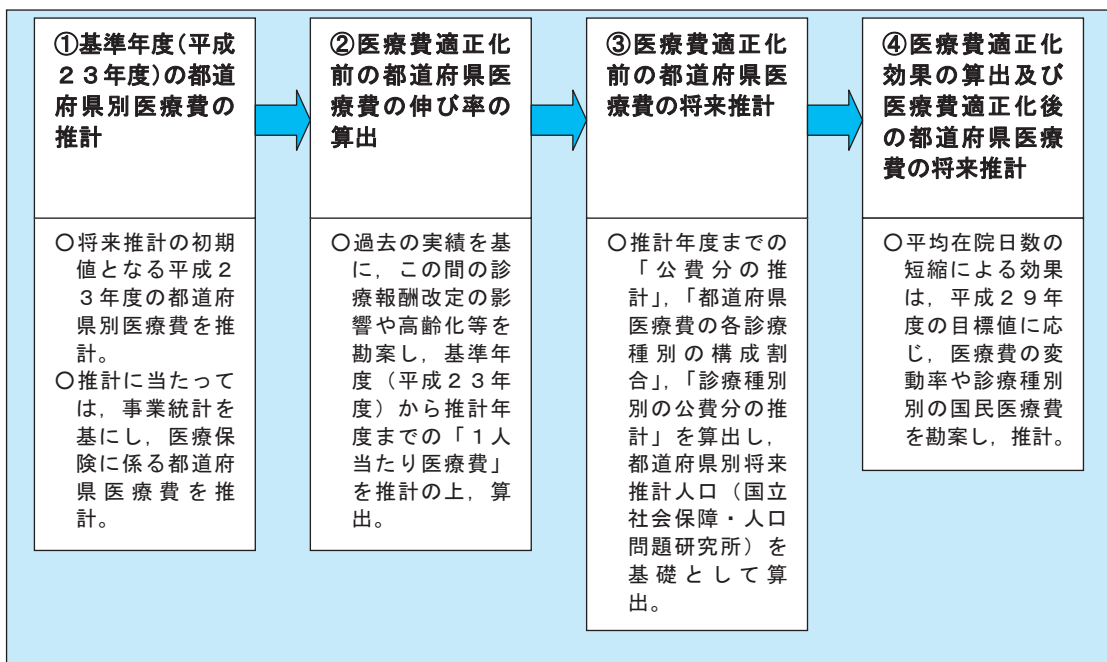 ①基準年度(平成
２３年度)の都道
府県別医療費の
推計
〇将来推計の初期
値となる平成２
３年度の都道府
県別医療費を推
計。
〇推計に当たって
は，事業統計を
基にし，医療保
険に係る都道府
県医療費を推
計。
②医療費適正化
前の都道府県医
療費の伸び率の
算出
〇過去の実績を基
に，この間の診
療報酬改定の影
響や高齢化等を
勘案し，基準年
度（平成２３年
度）から推計年
度までの「１人
当たり医療費」
を推計の上，算
出。
③医療費適正化
前の都道府県医
療費の将来推計
〇推計年度までの
「公費分の推
計」，「都道府県
医療費の各診療
種別の構成割
合」，「診療種別
別の公費分の推
計」を算出し，
都道府県別将来
推計人口（国立
社会保障・人口
問題研究所）を
基礎として算
出。
④医療費適正化
効果の算出及び
医療費適正化後
の都道府県医療
費の将来推計
〇平均在院日数の
短縮による効果
は，平成２９年
度の目標値に応
じ，医療費の変
動率や診療種別
別の国民医療費
を勘案し，推計。